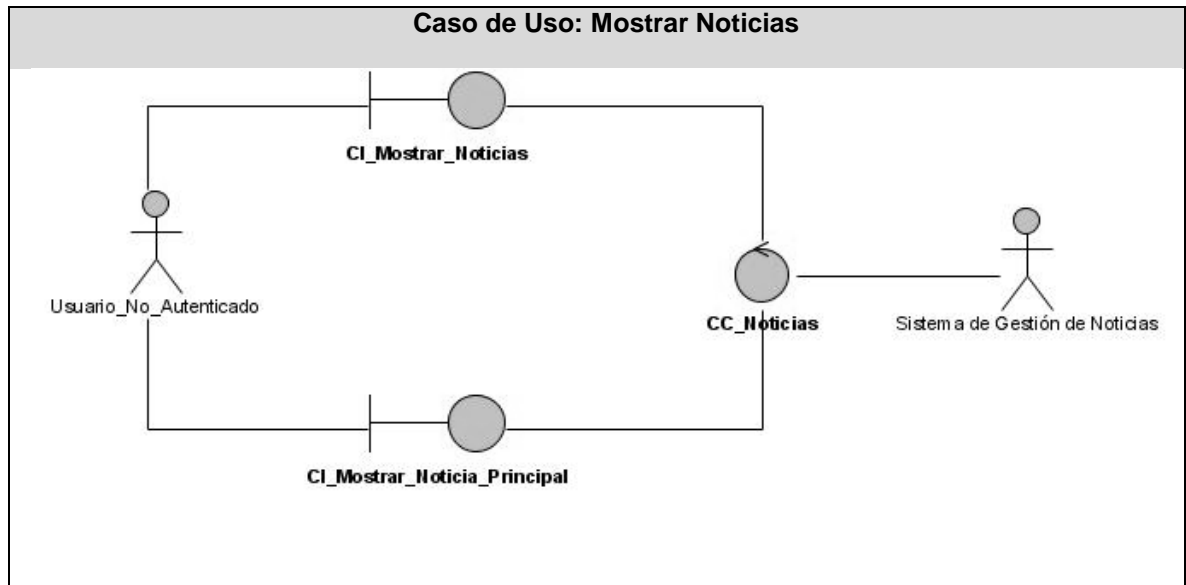 Caso de Uso: Mostrar Noticias
CI_Mostrar_Noticias
Usuario_No_Autenticado
CC_Noticias
Sistema de Gestión de Noticias
CI_Mostrar_Noticia_Principal